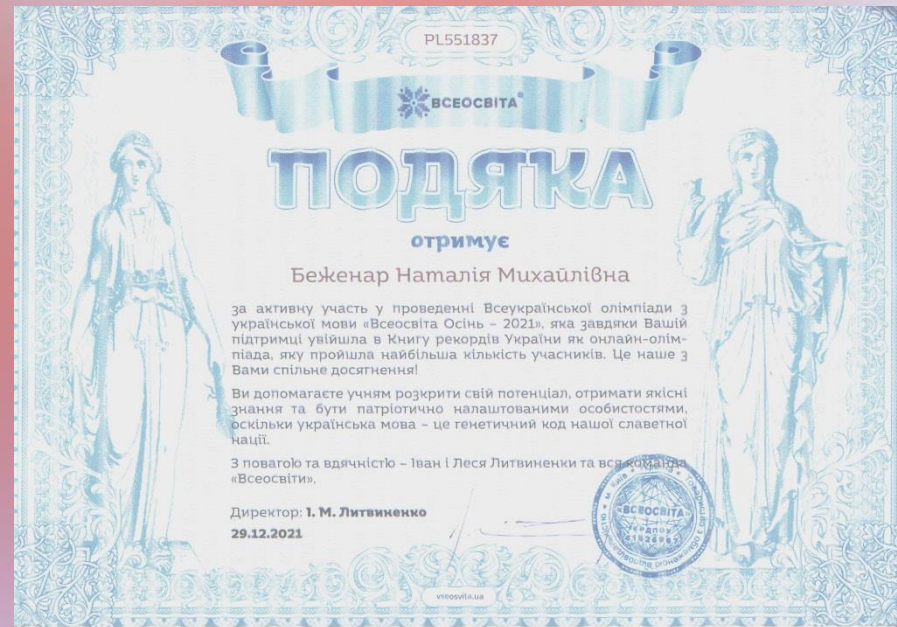 PL551837
ВСЕОСВІТА
ПОДЯКА
отримує
Беженар Наталія Михайлівна
за активну участь у проведенні Всеукраїнської олімпіади з
української мови «Всеосвіта Осінь – 2021», яка завдяки Вашій
підтримці увійшла в Книгу рекордів України як онлайн-олім-
піада, яку пройшла найбільша кількість учасників. Це наше з
Вами спільне досягнення!
Ви допомагаєте учням розкрити свій потенціал, отримати якісні
знання та бути патріотично налаштованими особистостями,
оскільки українська мова – це генетичний код нашої славетної
нації.
З повагою та вдячністю – Іван і Леся Литвиненки та вся команда
«Всеосвіти».
Директор: І. М. Литвиненко
29.12.2021
«ВСЕОСВІТА»
vseosvita.ua